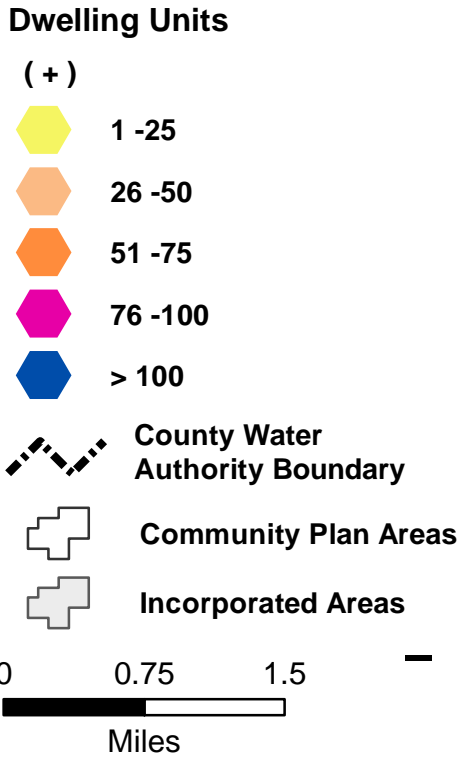 Dwelling Units
( + )
1 -25
26 -50
51 -75
76 -100
> 100
County Water
Authority Boundary
Community Plan Areas
Incorporated Areas
0 0.75 1.5
Miles